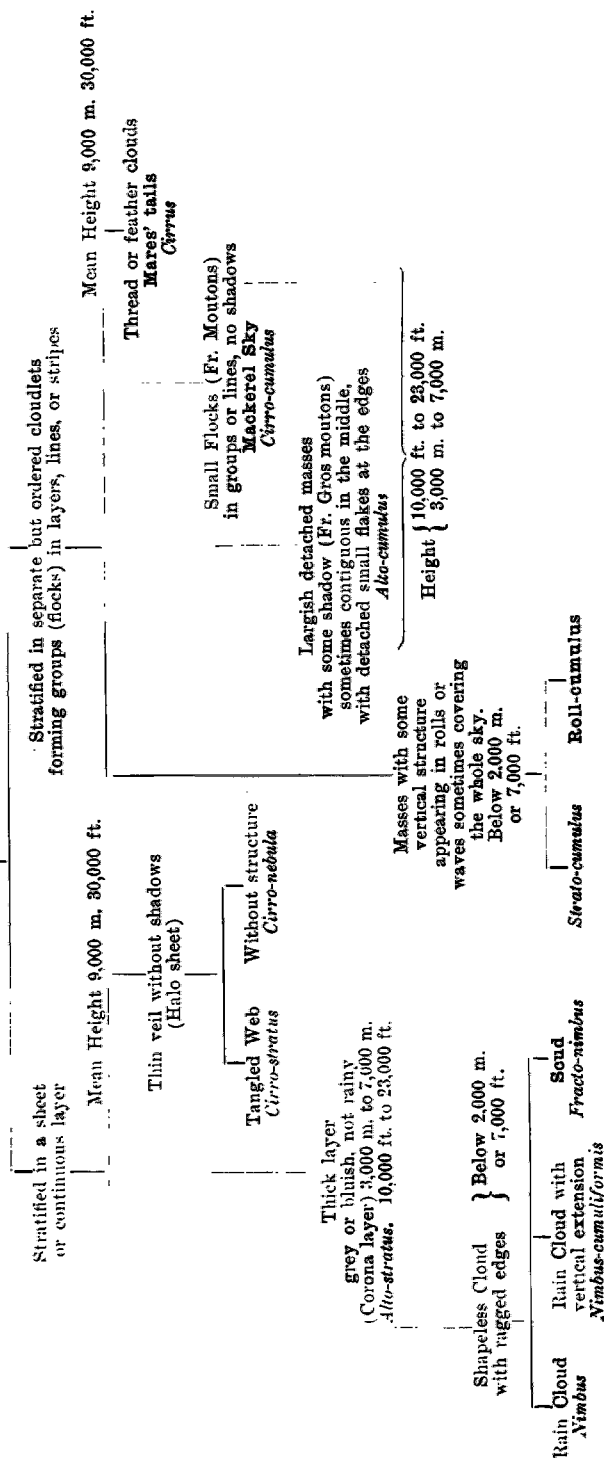 Stratified in a sheet
or continuous layer
Mean Height 9,000 m. 30,000 ft.
Thin veil without shadows
(Halo sheet)
Tangled Web
Cirro-stratus
Without structure
Cirro-nebula
Thick layer
grey or bluish, not rainy
(Corona layer) 3,000 m. to 7,000 m.
Alto-stratus. 10,000 ft. to 23,000 ft.
Shapeless Cloud
with ragged edges
} Below 2,000 m.
or 7,000 ft.
Rain Cloud
Nimbus
Rain Cloud with
vertical extension
Nimbus-cumuliformis
Scud
Fracto-nimbus
Stratified in separate but ordered cloudlets
forming groups (flocks) in layers, lines, or stripes
Mean Height 9,000 m. 30,000 ft.
Thread or feather clouds
Mares' tails
Cirrus
Small Flocks (Fr. Moutons)
in groups or lines, no shadows
Mackerel Sky
Cirro-cumulus
Largish detached masses
with some shadow (Fr. Gros moutons)
sometimes contiguous in the middle,
with detached small flakes at the edges
Alto-cumulus
Height { 10,000 ft. to 23,000 ft.
3,000 m. to 7,000 m.
Masses with some
vertical structure
appearing in rolls or
waves sometimes covering
the whole sky.
Below 2,000 m.
or 7,000 ft.
Strato-cumulus
Roll-cumulus